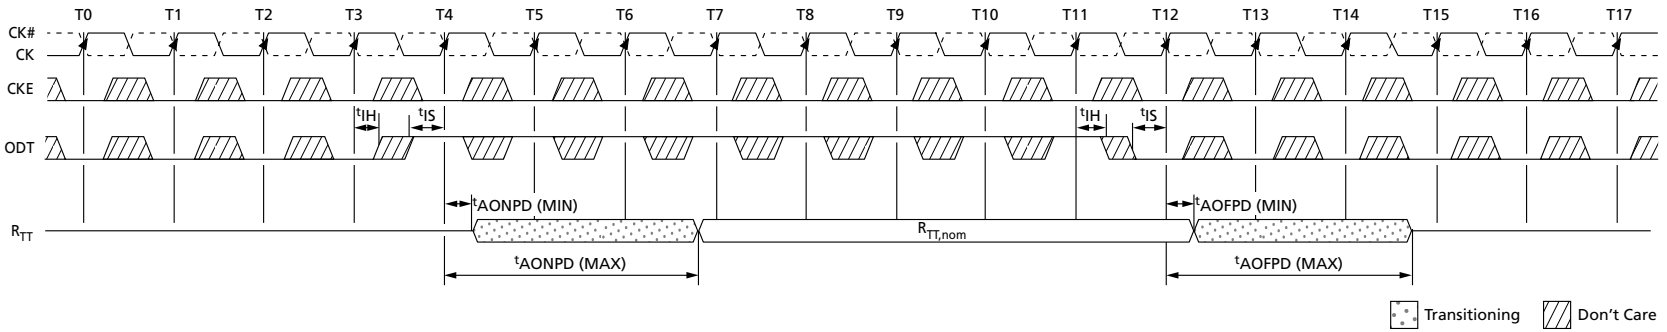 T0 T1 T2 T3 T4 T5 T6 T7 T8 T9 T10 T11 T12 T13 T14 T15 T16 T17
CK#
CK
CKE
tIH tIS tIH tIS
ODT
tAONPD (MIN) tAOFPD (MIN)
RTT RTT,nom
tAONPD (MAX) tAOFPD (MAX)
Transitioning Don't Care